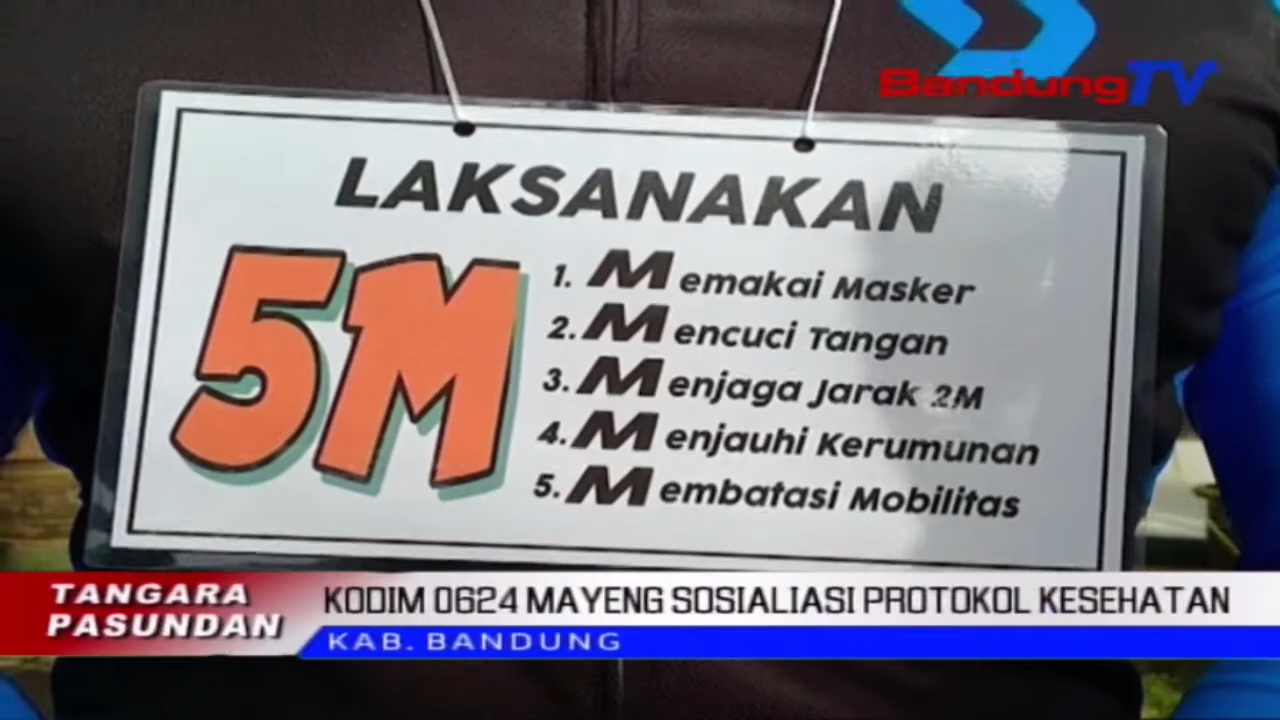 BandungTV
LAKSANAKAN
5M
1. Memakai Masker
2. Mencuci Tangan
3. Menjaga Jarak 2M
4. Menjauhi Kerumunan
5. Membatasi Mobilitas
TANGARA
PASUNDAN
KODIM 0624 MAYENG SOSIALIASI PROTOKOL KESEHATAN
KAB. BANDUNG